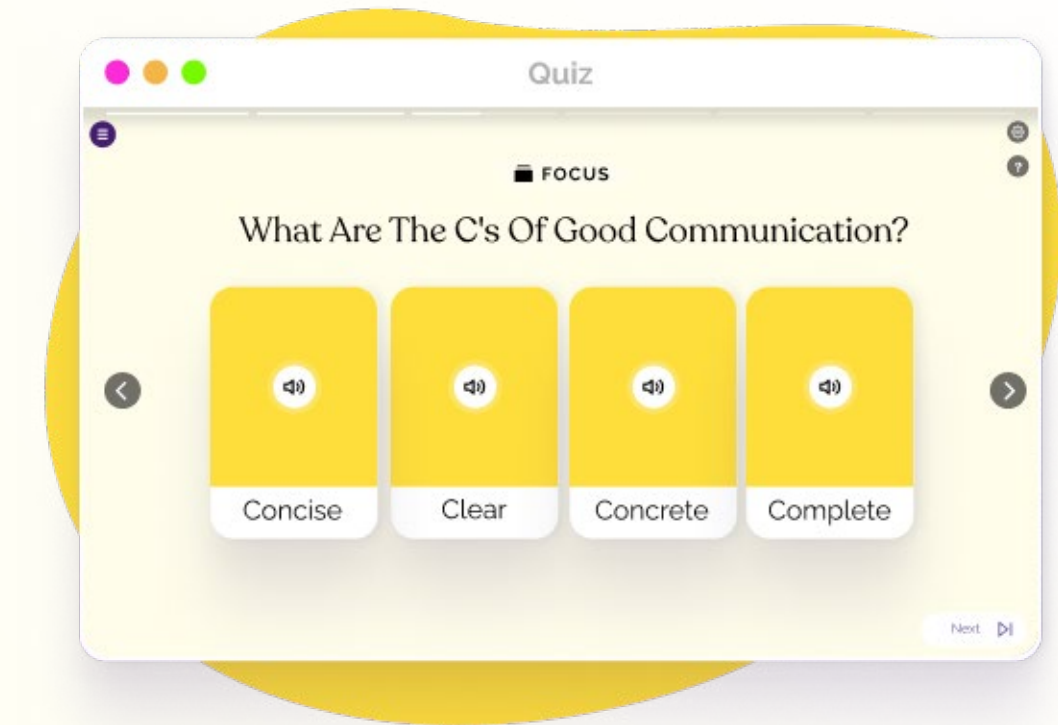 Quiz
FOCUS
What Are The C's Of Good Communication?
Concise
Clear
Concrete
Complete
Next